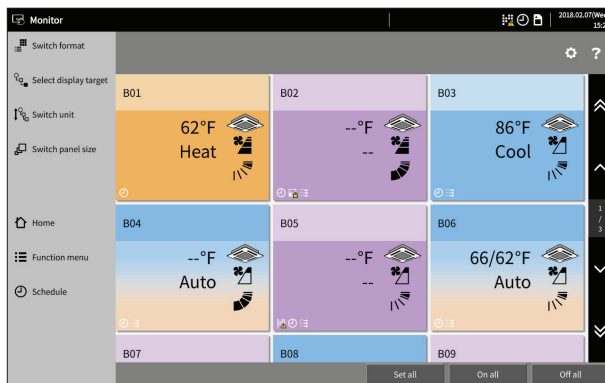 Monitor
2018.02.07(Wed
15:2
Switch format
Select display target
Switch unit
Switch panel size
Home
Function menu
Schedule
?
B01
62°F
Heat
B02
--°F
--
B03
86°F
Cool
B04
--°F
Auto
B05
--°F
--
B06
66/62°F
Auto
B07
B08
B09
1
/
3
Set all
On all
Off all